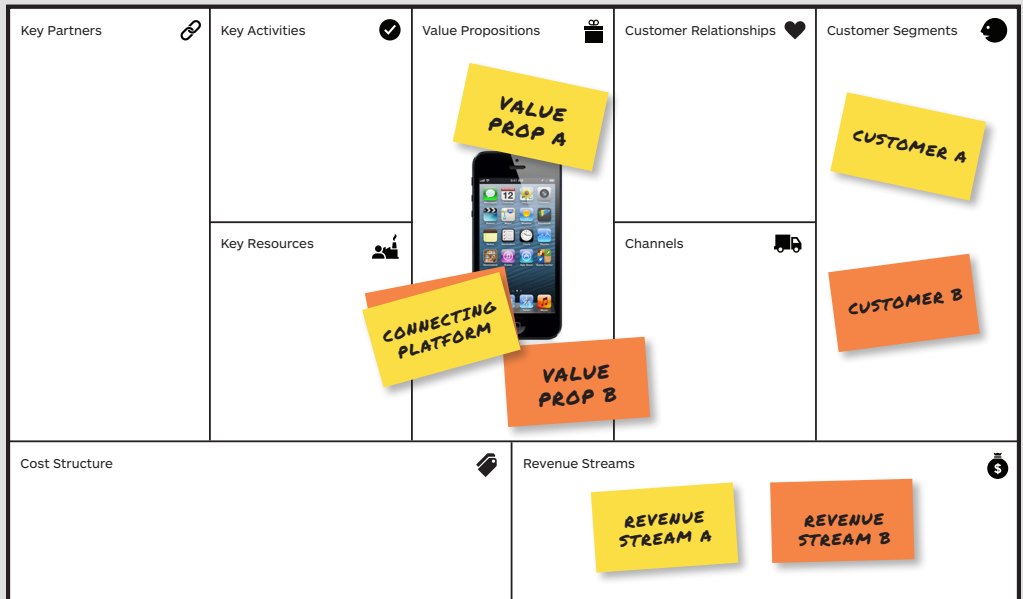 Key Partners
Key Activities
Value Propositions
Customer Relationships
Customer Segments
VALUE
PROP A
CUSTOMER A
12
Key Resources
Channels
CONNECTING
PLATFORM
CUSTOMER B
VALUE
PROP B
Cost Structure
Revenue Streams
$
REVENUE
STREAM A
REVENUE
STREAM B